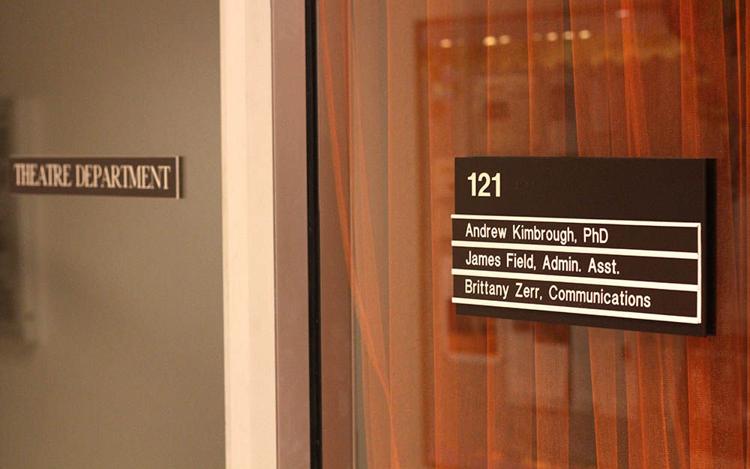 THEATRE DEPARTMENT
121
Andrew Kimbrough, PhD
James Field, Admin. Asst.
Brittany Zerr, Communications